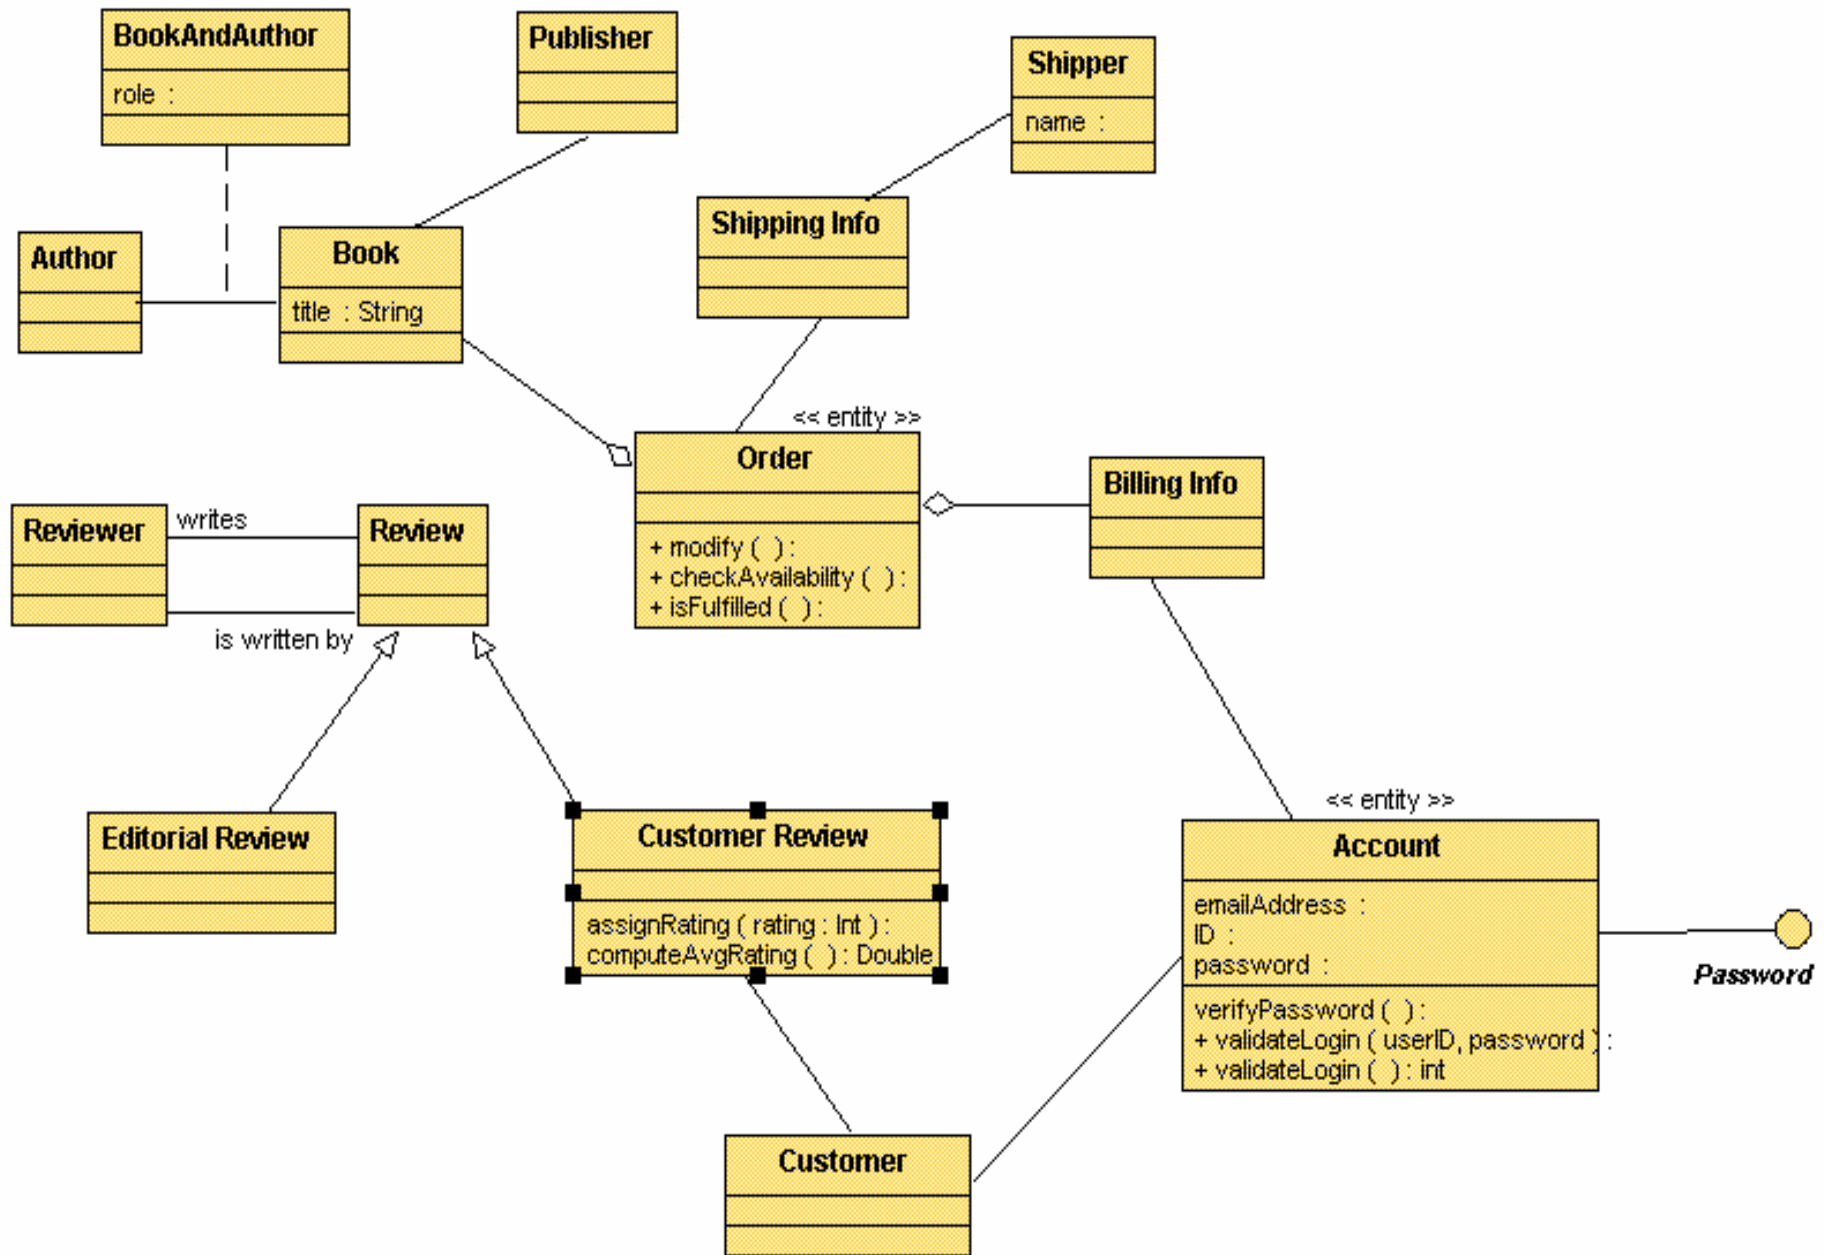 BookAndAuthor
role :
Publisher
Shipper
name :
Shipping Info
Author
Book
title : String
<< entity >>
Order
+ modify ( ) :
+ checkAvailability ( ) :
+ isFulfilled ( ) :
Billing Info
Reviewer
writes
Review
is written by
Editorial Review
Customer Review
assignRating ( rating : Int ) :
computeAvgRating ( ) : Double
<< entity >>
Account
emailAddress :
ID :
password :
verifyPassword ( ) :
+ validateLogin ( userID, password ) :
+ validateLogin ( ) : int
Password
Customer